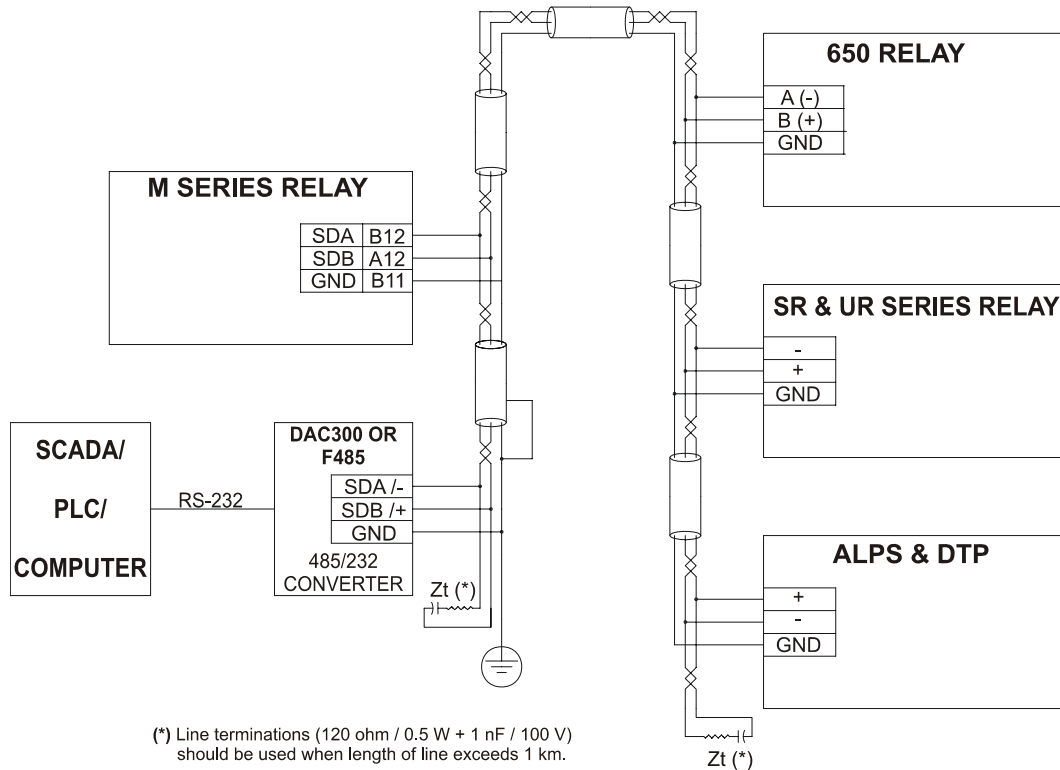 650 RELAY
A (-)
B (+)
GND
M SERIES RELAY
SDA B12
SDB A12
GND B11
SR & UR SERIES RELAY
-
+
GND
SCADA/
PLC/
COMPUTER
RS-232
DAC300 OR
F485
SDA /-
SDB /+
GND
485/232
CONVERTER
Zt (*)
ALPS & DTP
+
-
GND
Zt (*)
(*) Line terminations (120 ohm / 0.5 W + 1 nF / 100 V)
should be used when length of line exceeds 1 km.